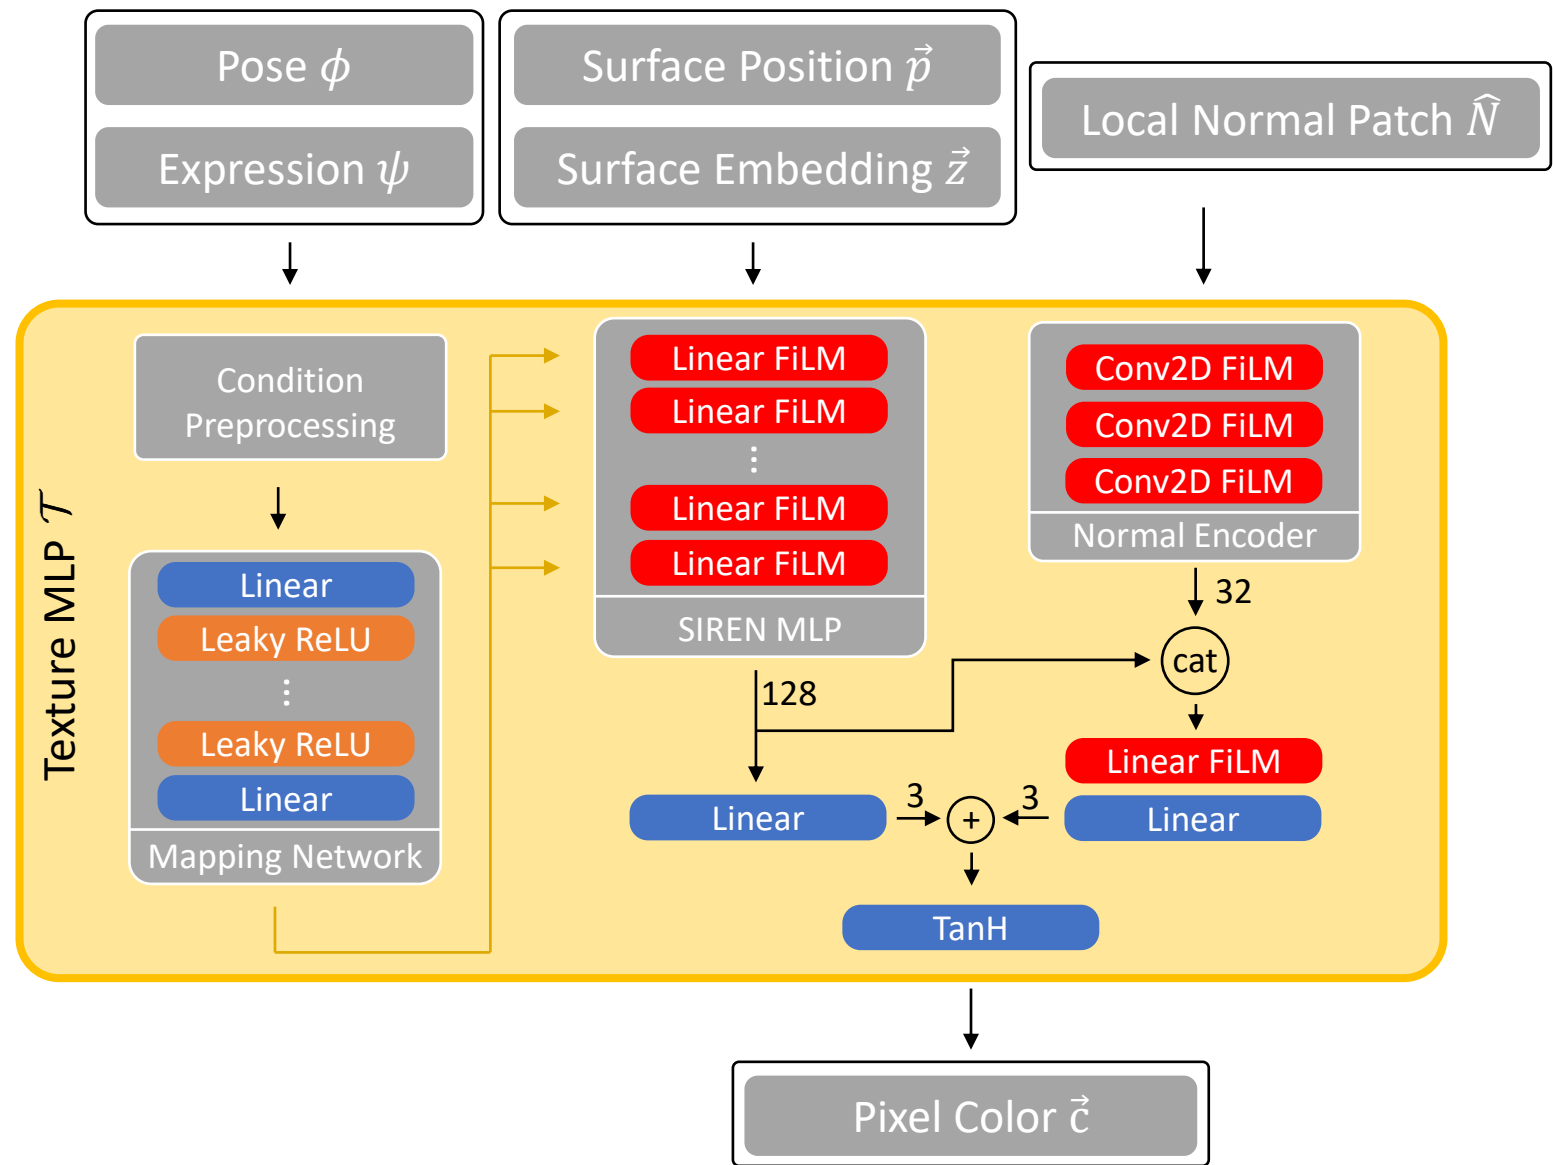 Pose ϕ
Expression ψ
Surface Position p⃗
Surface Embedding z⃗
Local Normal Patch N̂
Texture MLP 𝒯
Condition
Preprocessing
Linear
Leaky ReLU
⋮
Leaky ReLU
Linear
Mapping Network
Linear FiLM
Linear FiLM
⋮
Linear FiLM
Linear FiLM
SIREN MLP
128
Conv2D FiLM
Conv2D FiLM
Conv2D FiLM
Normal Encoder
32
cat
Linear FiLM
Linear
Linear
3
+
3
TanH
Pixel Color c⃗